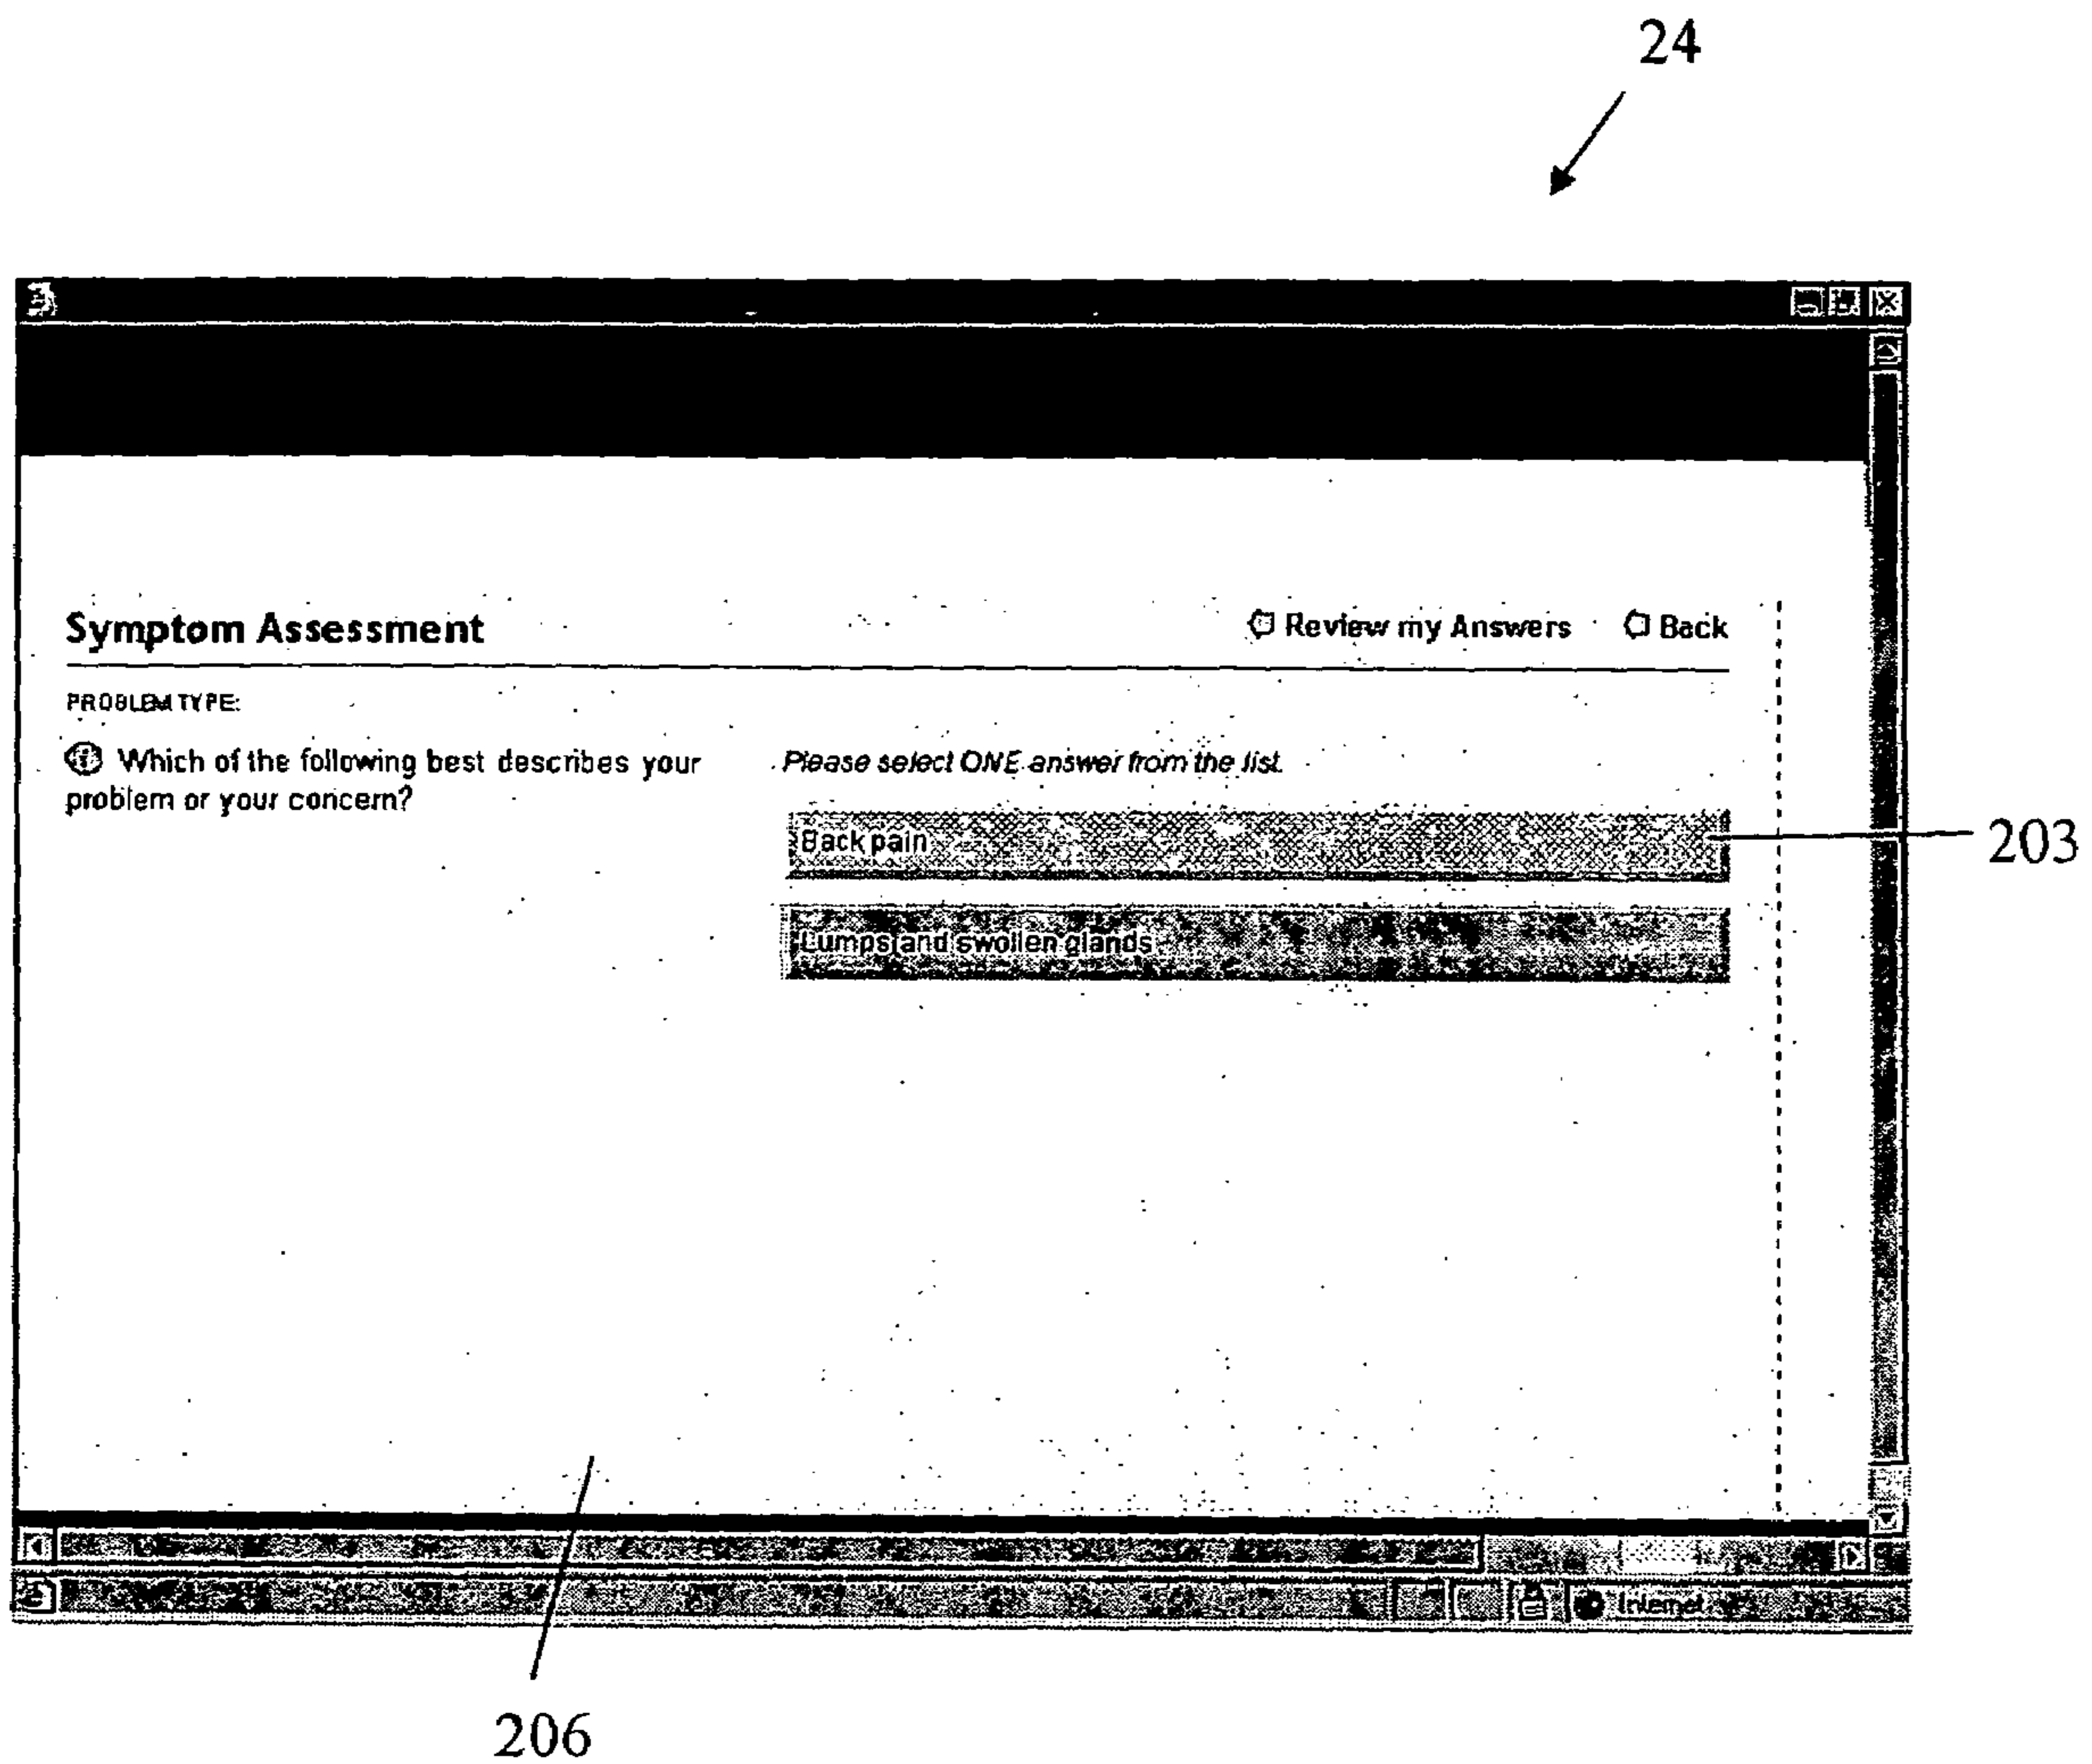 24
Symptom Assessment
Review my Answers Back
PROBLEM TYPE:
Which of the following best describes your
problem or your concern?
Please select ONE answer from the list.
Back pain
203
Lumps and swollen glands
Internet
206